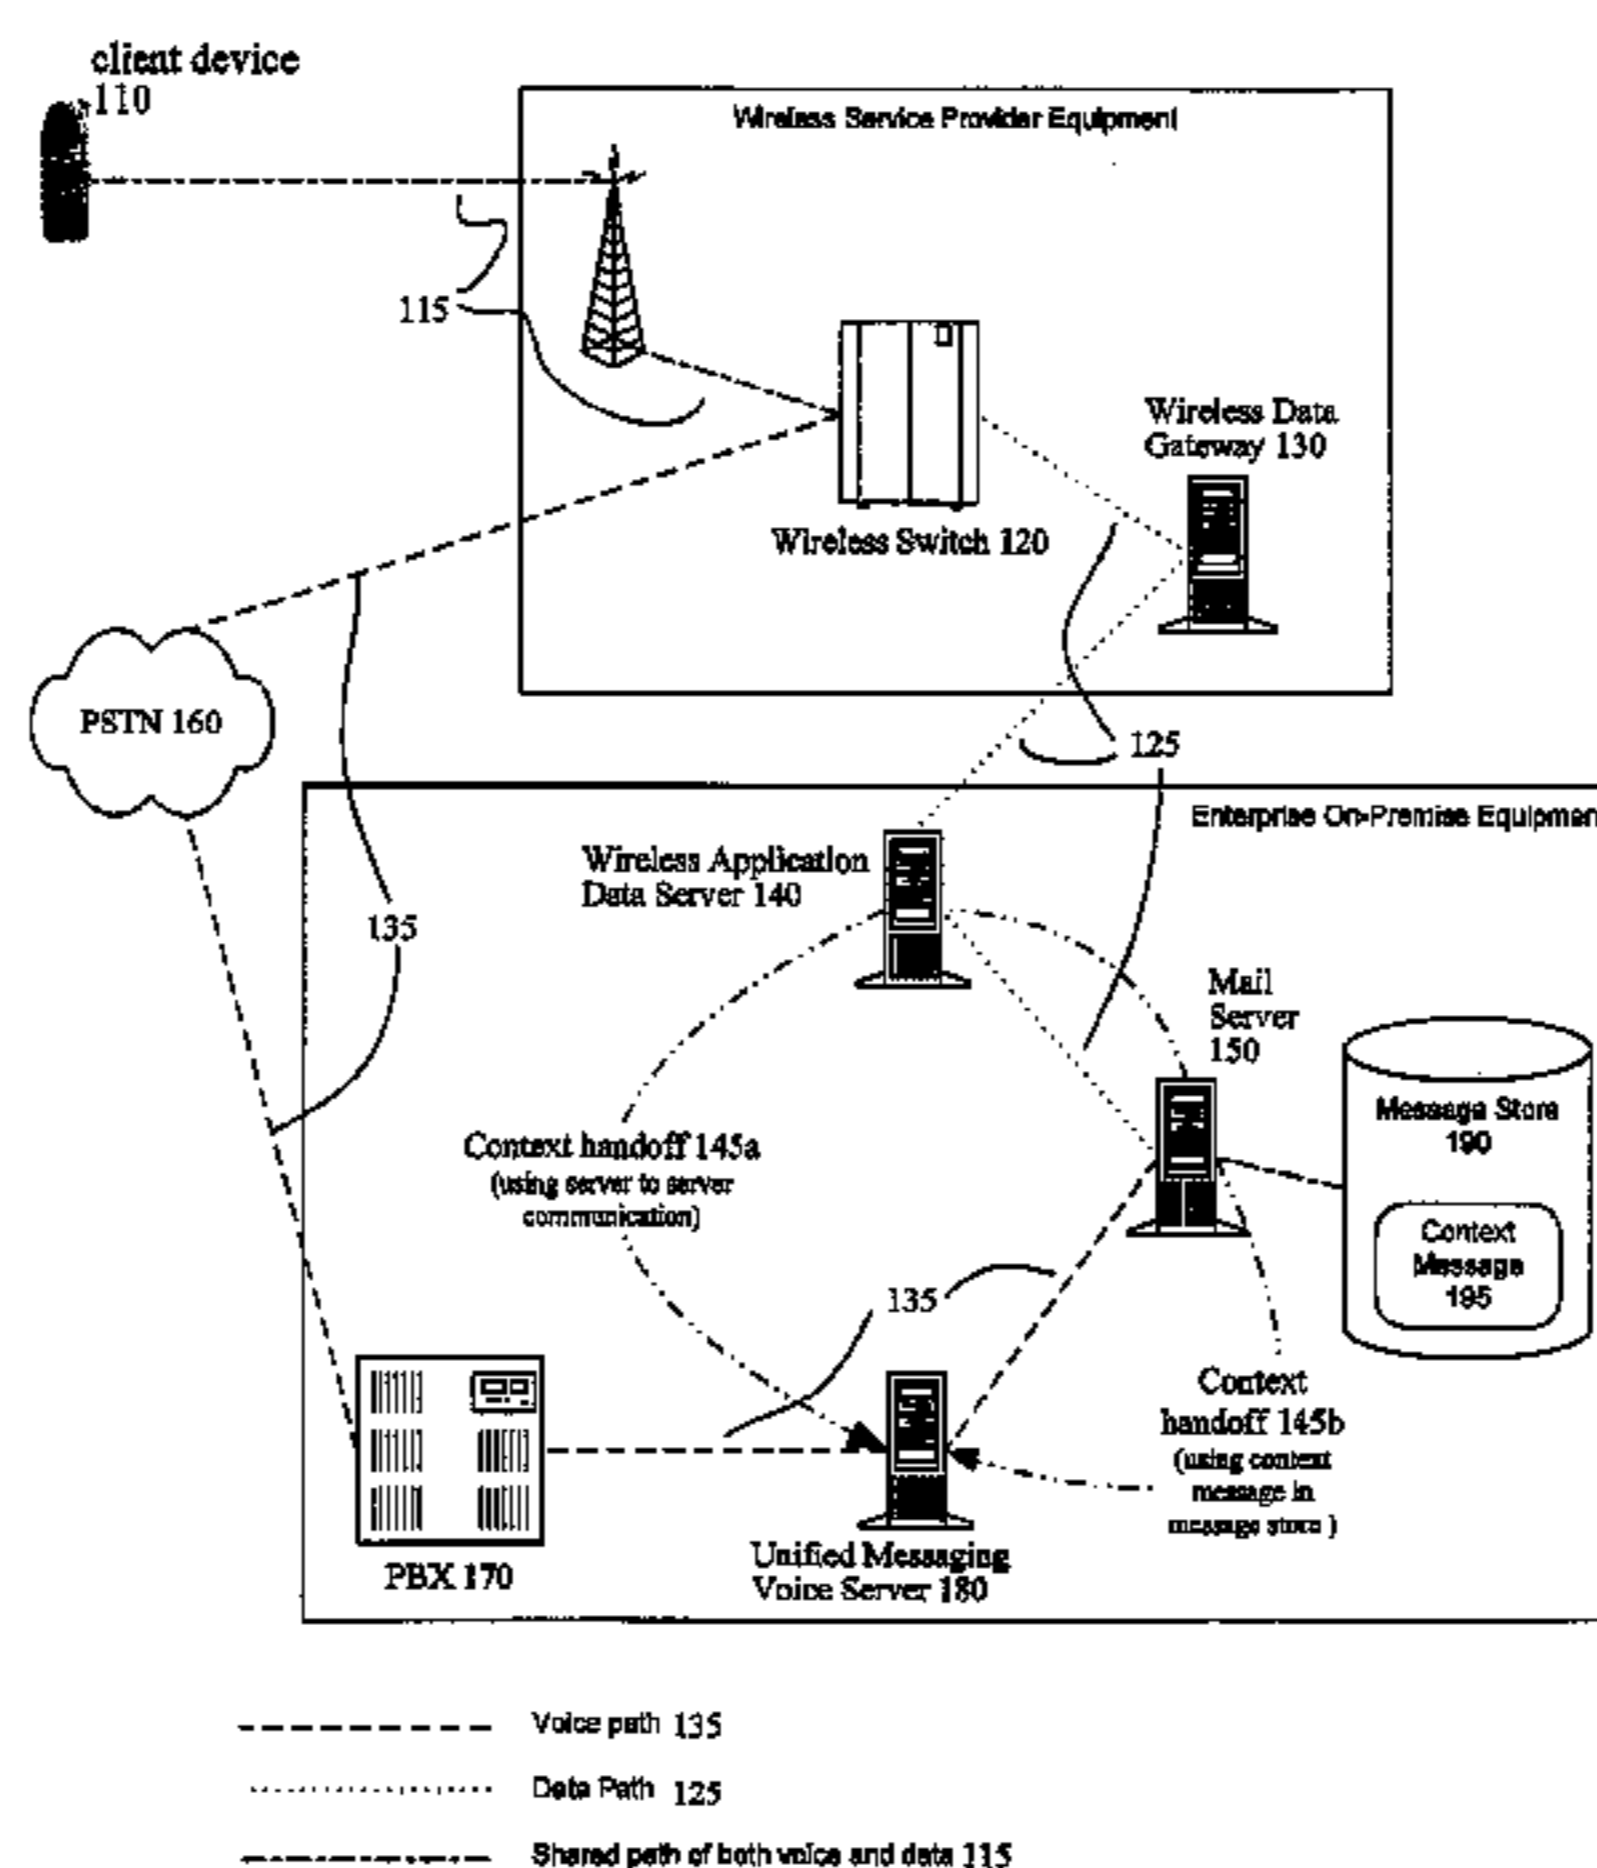 client device
110
Wireless Service Provider Equipment
115
Wireless Data
Gateway 130
Wireless Switch 120
PSTN 160
125
Enterprise On-Premise Equipmen
Wireless Application
Data Server 140
135
Mail
Server
150
Message Store
190
Context handoff 145a
(using server to server
communication)
Context
Message
195
135
Context
handoff 145b
(using context
message in
message store )
Unified Messaging
Voice Server 180
PBX 170
Voice path 135
Data Path 125
Shared path of both voice and data 115